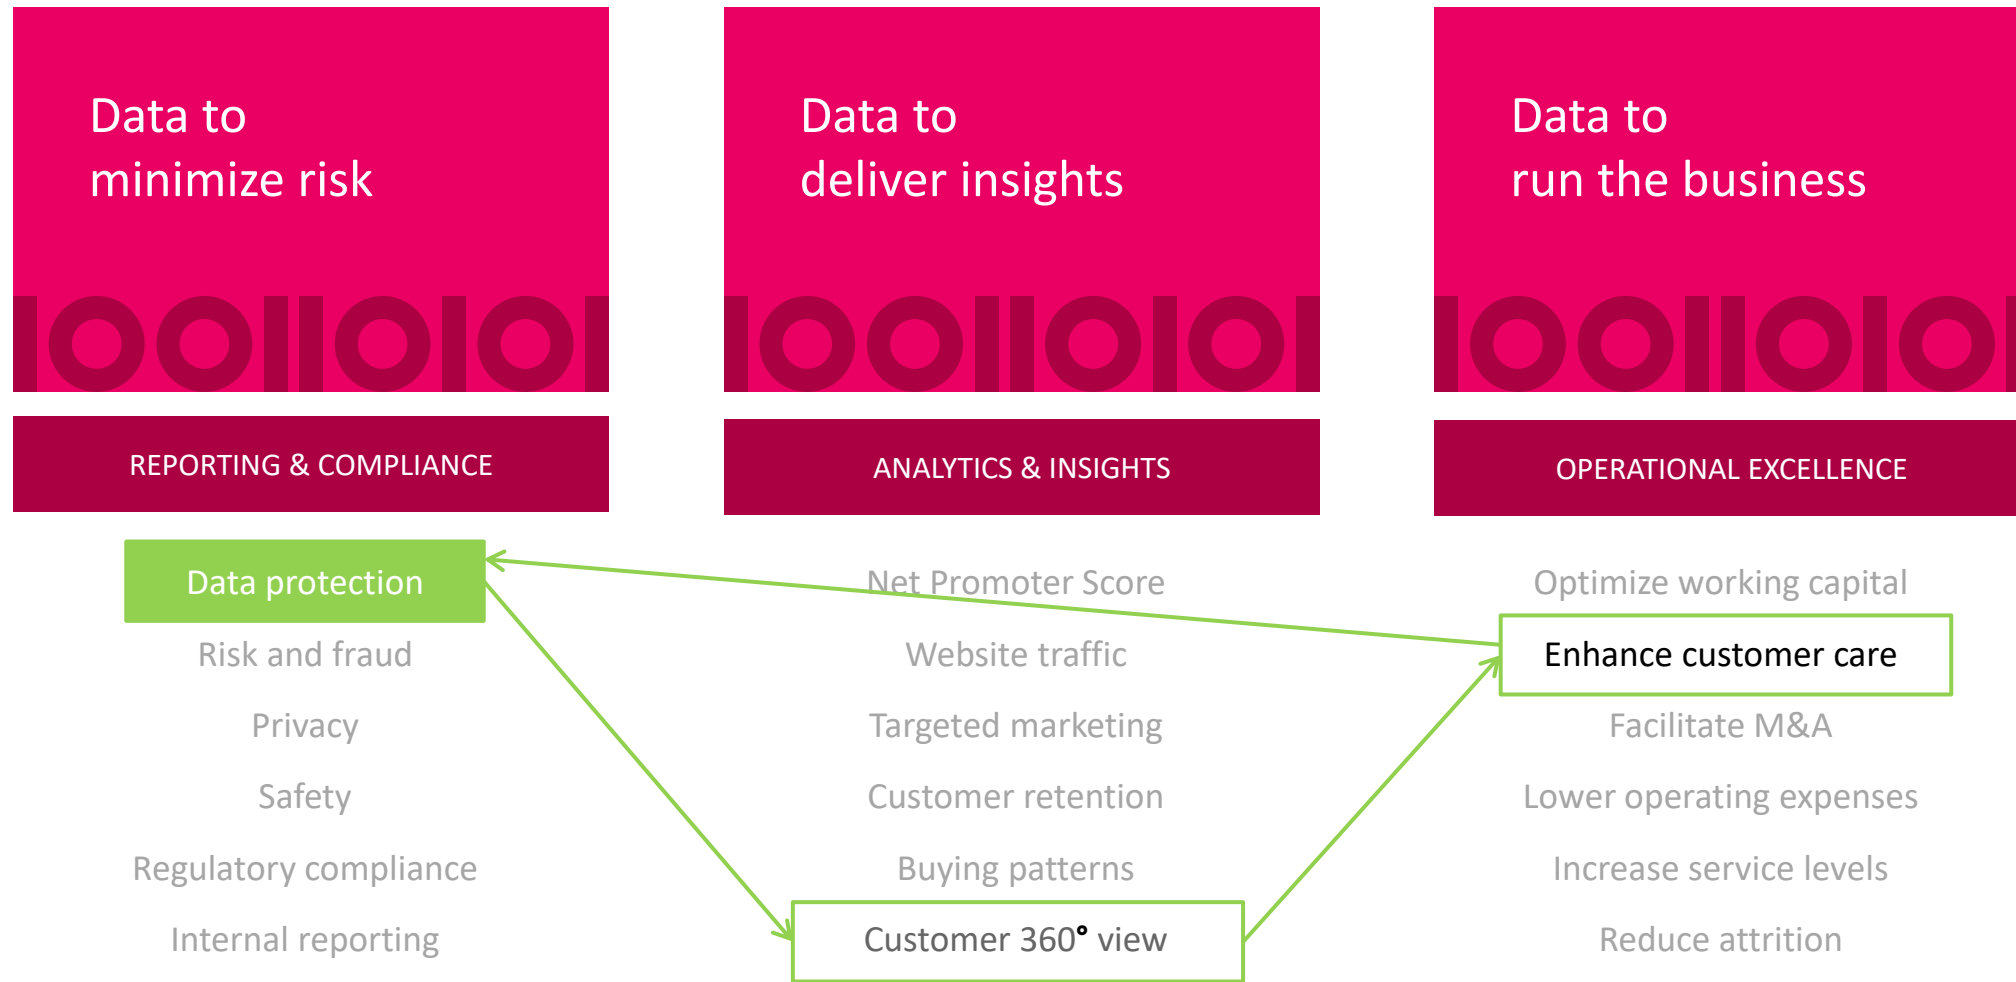 Data to
minimize risk
REPORTING & COMPLIANCE
Data protection
Risk and fraud
Privacy
Safety
Regulatory compliance
Internal reporting
Data to
deliver insights
ANALYTICS & INSIGHTS
Net Promoter Score
Website traffic
Targeted marketing
Customer retention
Buying patterns
Customer 360° view
Data to
run the business
OPERATIONAL EXCELLENCE
Optimize working capital
Enhance customer care
Facilitate M&A
Lower operating expenses
Increase service levels
Reduce attrition